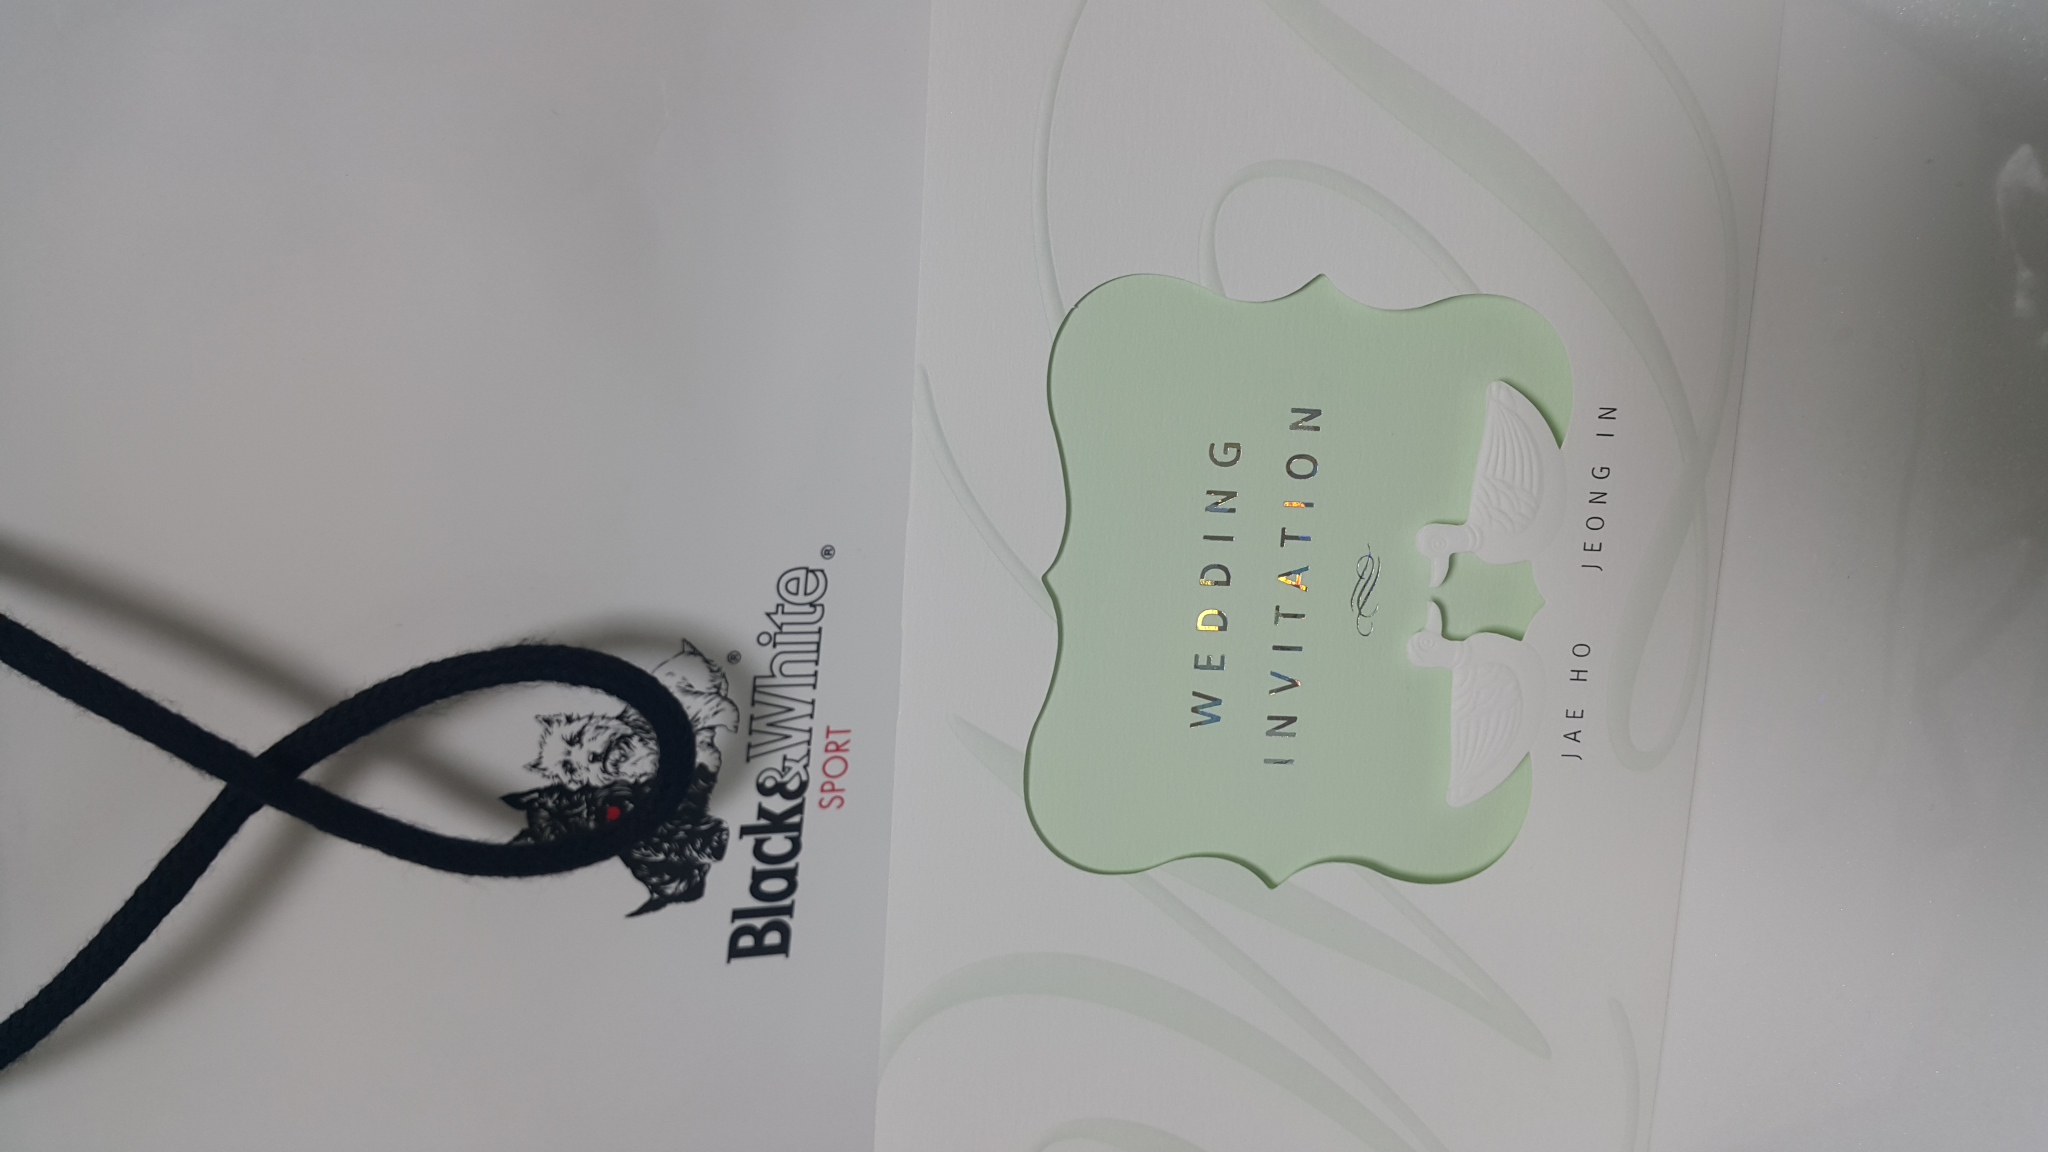 Black&White®
SPORT
WEDDING
INVITATION
JAE HO JEONG IN